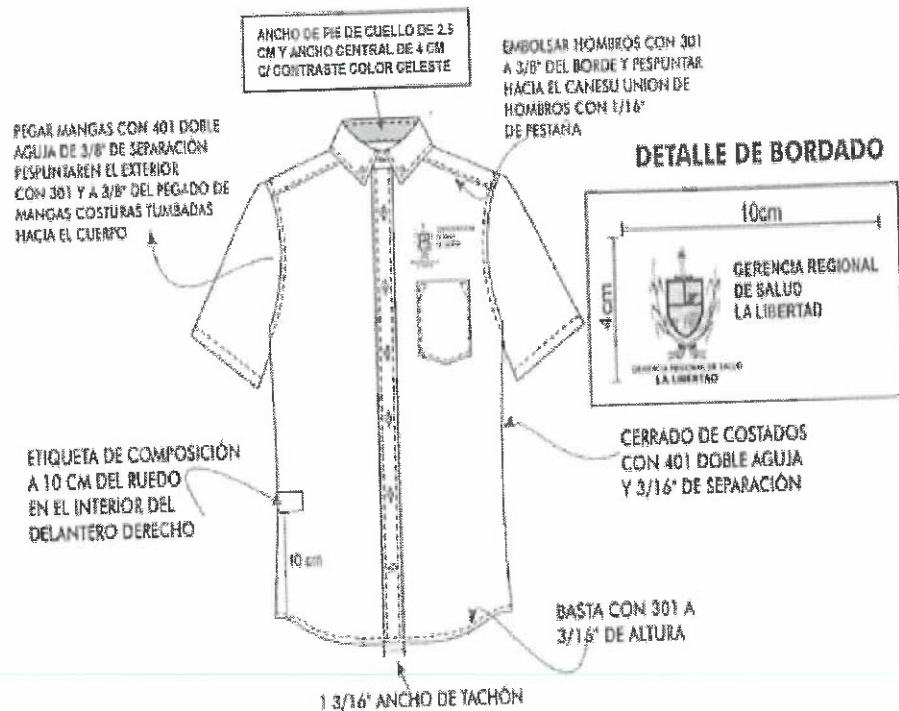 ANCHO DE PIE DE CUELLO DE 2.5
CM Y ANCHO CENTRAL DE 4 CM
C/ CONTRASTE COLOR CELESTE
EMBOLSAR HOMBROS CON 301
A 3/8" DEL BORDE Y PESPUNTAR
HACIA EL CANESU UNION DE
HOMBROS CON 1/16"
DE PESTAÑA
PEGAR MANGAS CON 401 DOBLE
AGUJA DE 3/8" DE SEPARACIÓN
PESPUNTAREN EL EXTERIOR
CON 301 Y A 3/8" DEL PEGADO DE
MANGAS COSTURAS TUMBADAS
HACIA EL CUERPO
DETALLE DE BORDADO
10cm
4cm
GERENCIA REGIONAL
DE SALUD
LA LIBERTAD
GERENCIA REGIONAL DE SALUD
LA LIBERTAD
CERRADO DE COSTADOS
CON 401 DOBLE AGUJA
Y 3/16" DE SEPARACIÓN
ETIQUETA DE COMPOSICIÓN
A 10 CM DEL RUEDO
EN EL INTERIOR DEL
DELANTERO DERECHO
10 cm
BASTA CON 301 A
3/16" DE ALTURA
1 3/16" ANCHO DE TACHÓN